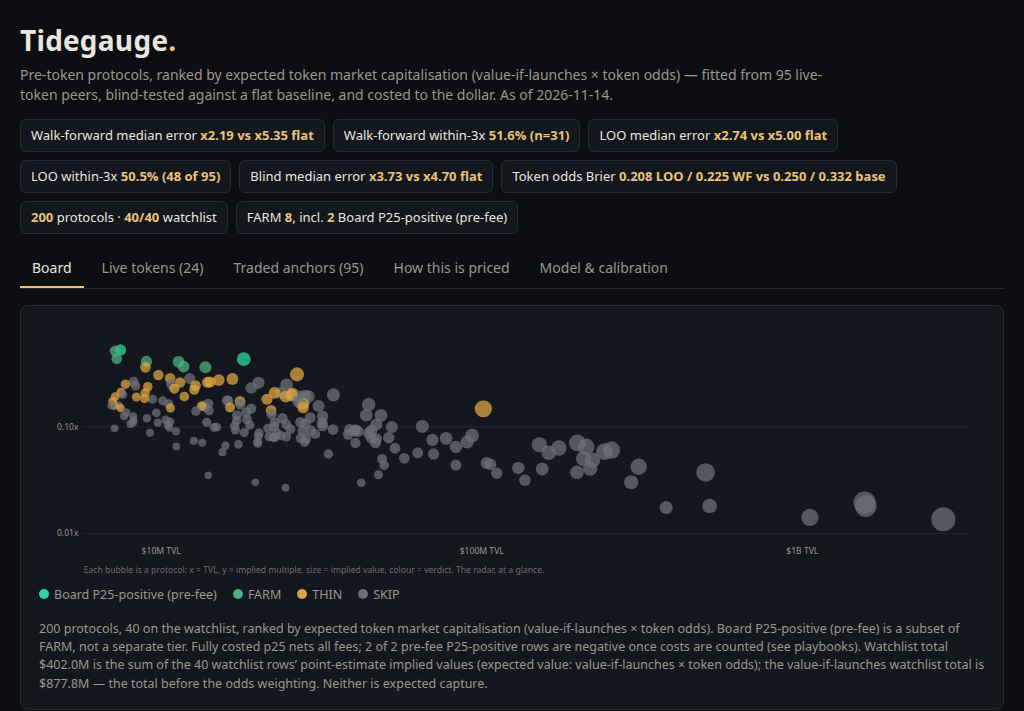 Tidegauge.
Pre-token protocols, ranked by expected token market capitalisation (value-if-launches × token odds) — fitted from 95 live-
token peers, blind-tested against a flat baseline, and costed to the dollar. As of 2026-11-14.
Walk-forward median error x2.19 vs x5.35 flat
Walk-forward within-3x 51.6% (n=31)
LOO median error x2.74 vs x5.00 flat
LOO within-3x 50.5% (48 of 95)
Blind median error x3.73 vs x4.70 flat
Token odds Brier 0.208 LOO / 0.225 WF vs 0.250 / 0.332 base
200 protocols · 40/40 watchlist
FARM 8, incl. 2 Board P25-positive (pre-fee)
Board
Live tokens (24)
Traded anchors (95)
How this is priced
Model & calibration
0.10x
0.01x
$10M TVL
$100M TVL
$1B TVL
Each bubble is a protocol: x = TVL, y = implied multiple, size = implied value, colour = verdict. The radar, at a glance.
Board P25-positive (pre-fee)
FARM
THIN
SKIP
200 protocols, 40 on the watchlist, ranked by expected token market capitalisation (value-if-launches × token odds). Board P25-positive (pre-fee) is a subset of
FARM, not a separate tier. Fully costed p25 nets all fees; 2 of 2 pre-fee P25-positive rows are negative once costs are counted (see playbooks). Watchlist total
$402.0M is the sum of the 40 watchlist rows’ point-estimate implied values (expected value: value-if-launches × token odds); the value-if-launches watchlist total is
$877.8M — the total before the odds weighting. Neither is expected capture.